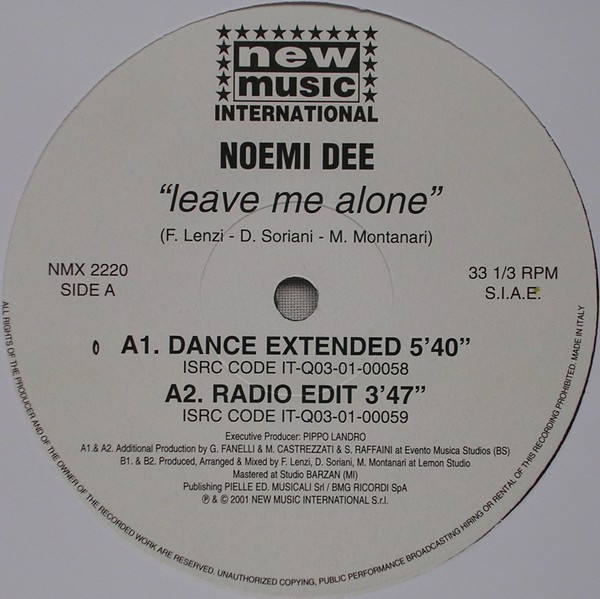 new
music
INTERNATIONAL
NOEMI DEE
“leave me alone”
(F. Lenzi - D. Soriani - M. Montanari)
NMX 2220
SIDE A
33 1/3 RPM
S.I.A.E.
A1. DANCE EXTENDED 5’40”
ISRC CODE IT-Q03-01-00058
A2. RADIO EDIT 3’47”
ISRC CODE IT-Q03-01-00059
Executive Producer: PIPPO LANDRO
A1.& A2. Additional Production by G. FANELLI & M. CASTREZZATI & S. RAFFAINI at Evento Musica Studios (BS)
B1. & B2. Produced, Arranged & Mixed by F. Lenzi, D. Soriani, M. Montanari at Lemon Studio
Mastered at Studio BARZAN (MI)
Publishing PIELLE ED. MUSICALI Srl / BMG RICORDI SpA
℗ & © 2001 NEW MUSIC INTERNATIONAL S.r.l.
ALL RIGHTS OF THE PRODUCER AND OF THE OWNER OF THE RECORDED WORK ARE RESERVED. UNAUTHORIZED COPYING, PUBLIC PERFORMANCE BROADCASTING HIRING OR RENTAL OF THIS RECORDING PROHIBITED. MADE IN ITALY